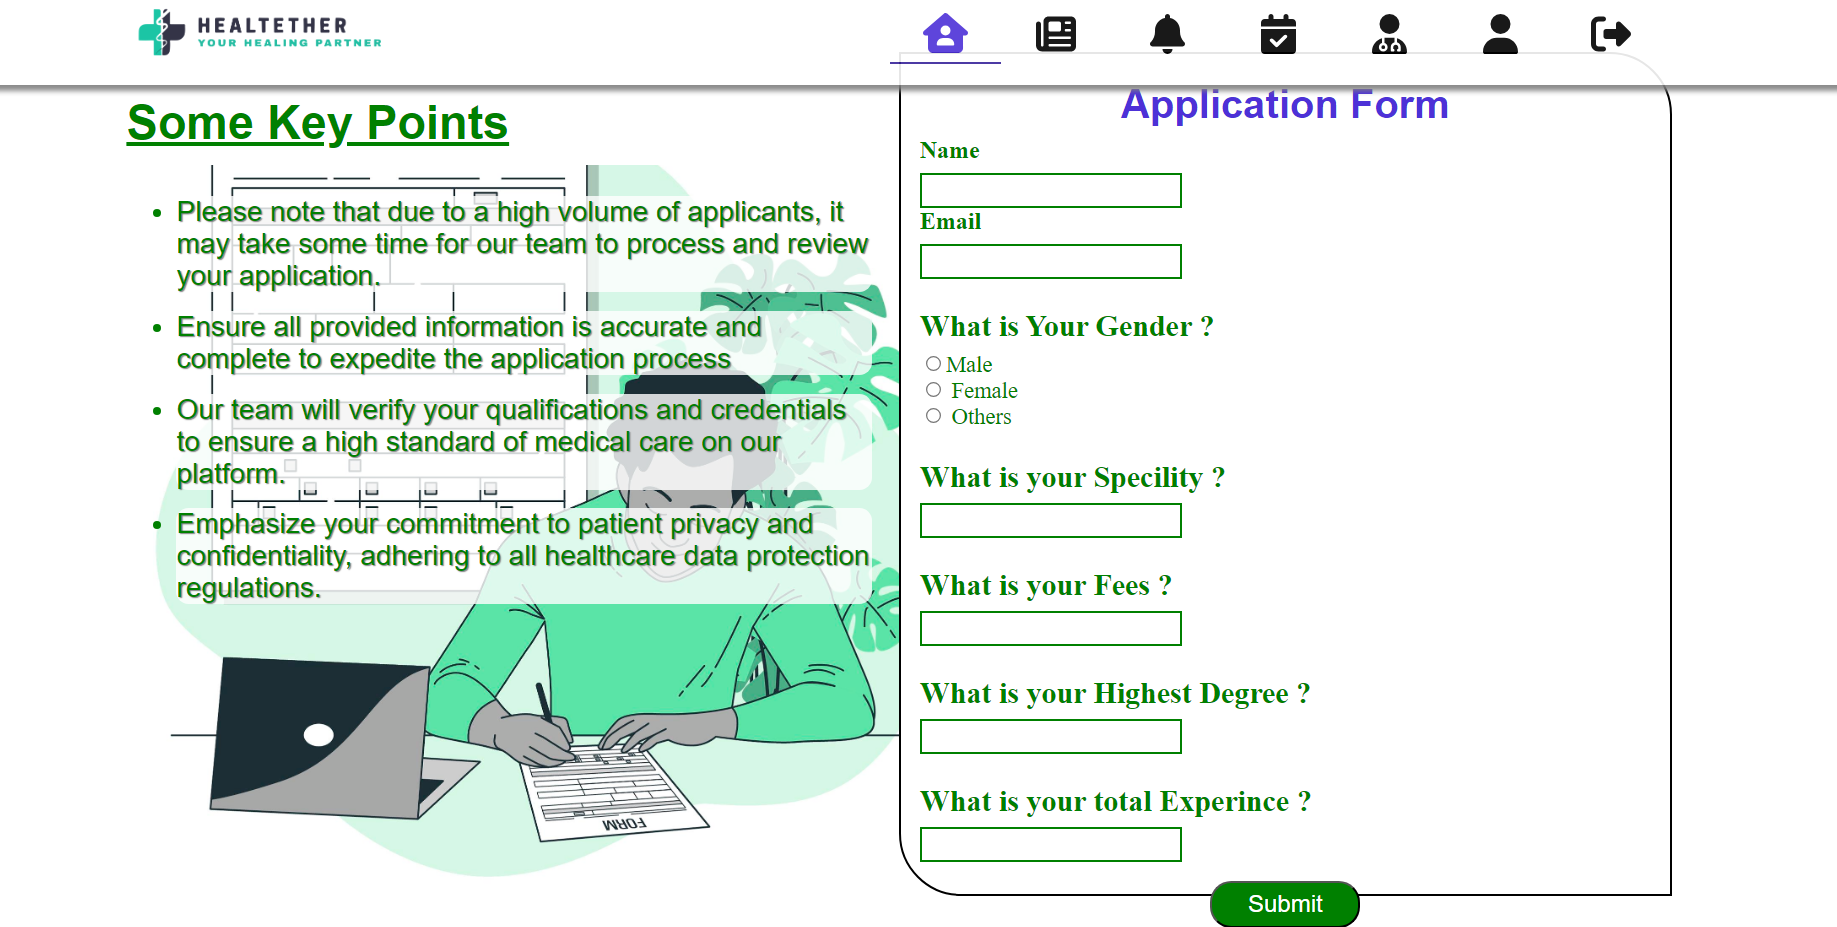 HEALTETHER
YOUR HEALING PARTNER
Some Key Points
Please note that due to a high volume of applicants, it
may take some time for our team to process and review
your application.
Ensure all provided information is accurate and
complete to expedite the application process
Our team will verify your qualifications and credentials
to ensure a high standard of medical care on our
platform.
Emphasize your commitment to patient privacy and
confidentiality, adhering to all healthcare data protection
regulations.
FORM
Application Form
Name
Email
What is Your Gender ?
Male
Female
Others
What is your Specility ?
What is your Fees ?
What is your Highest Degree ?
What is your total Experince ?
Submit